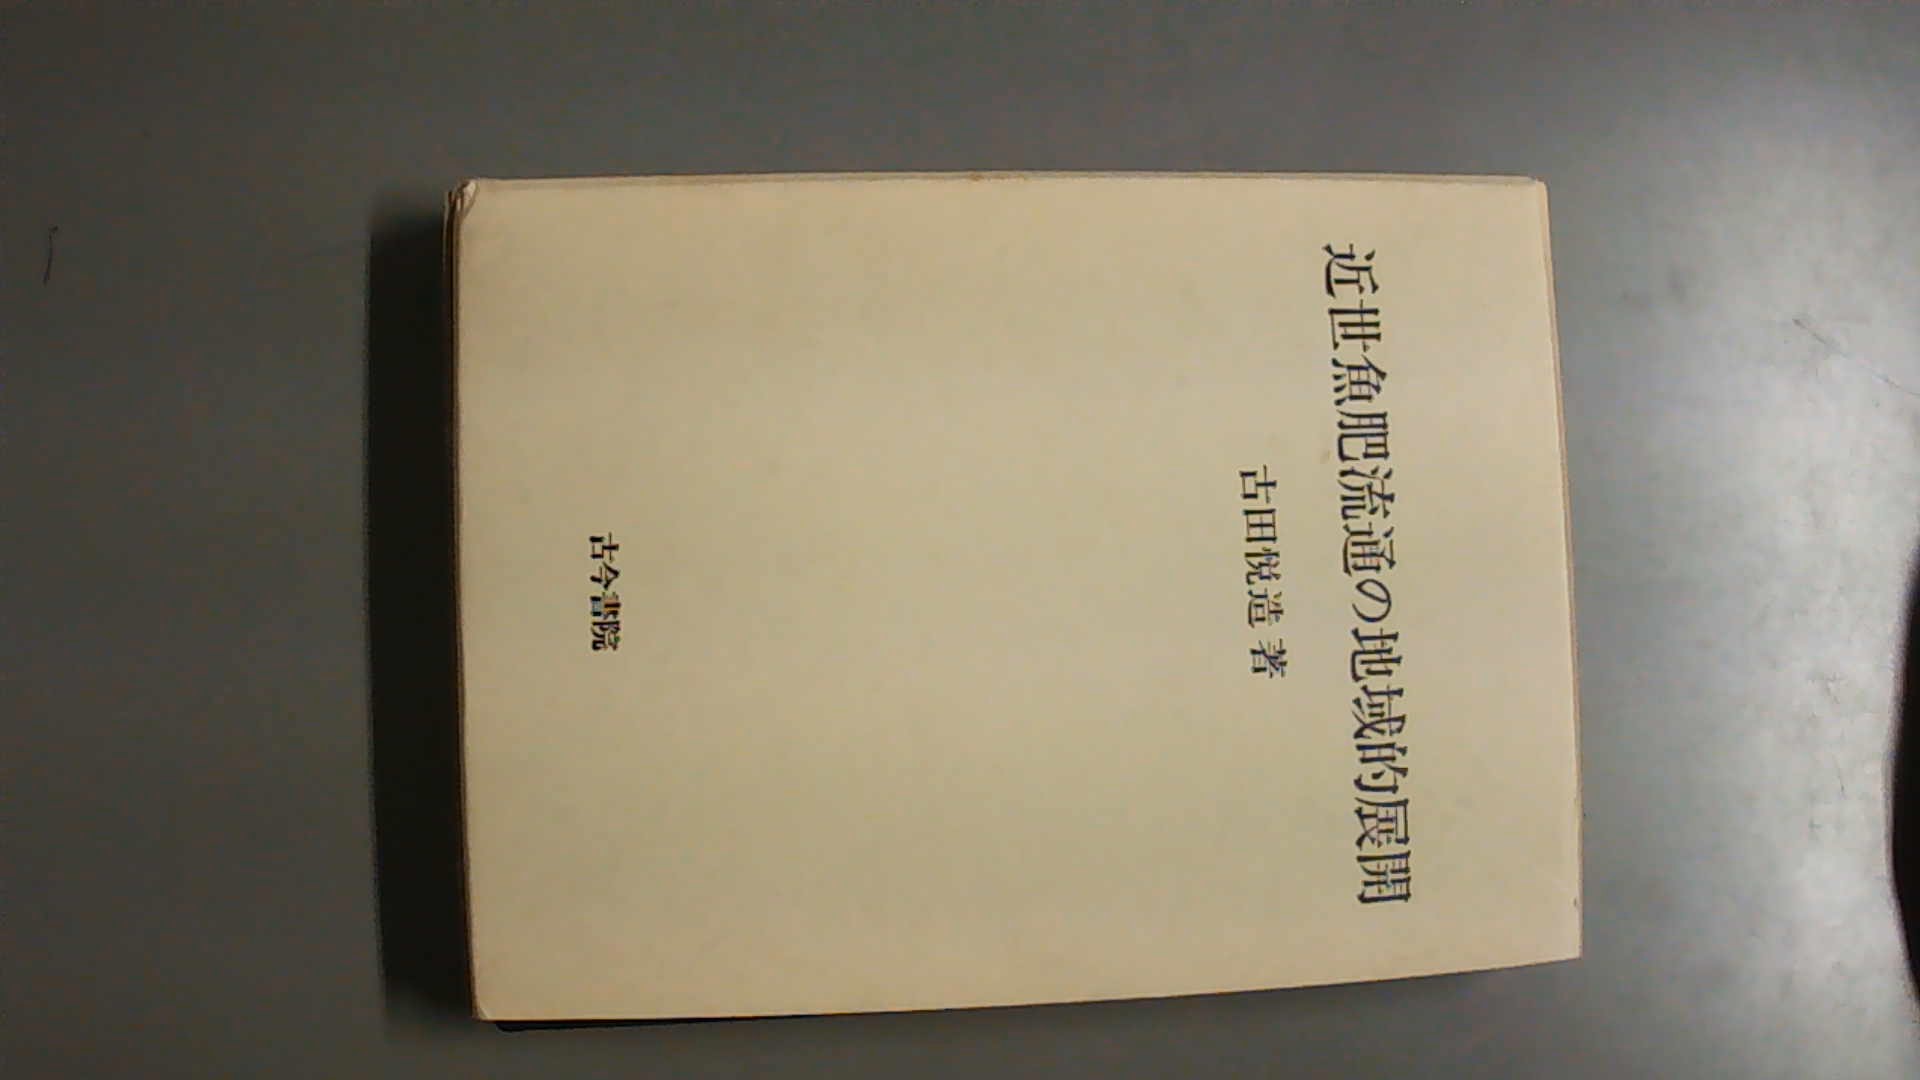 近世魚肥流通の地域的展開
古田悦造 著
古今書院